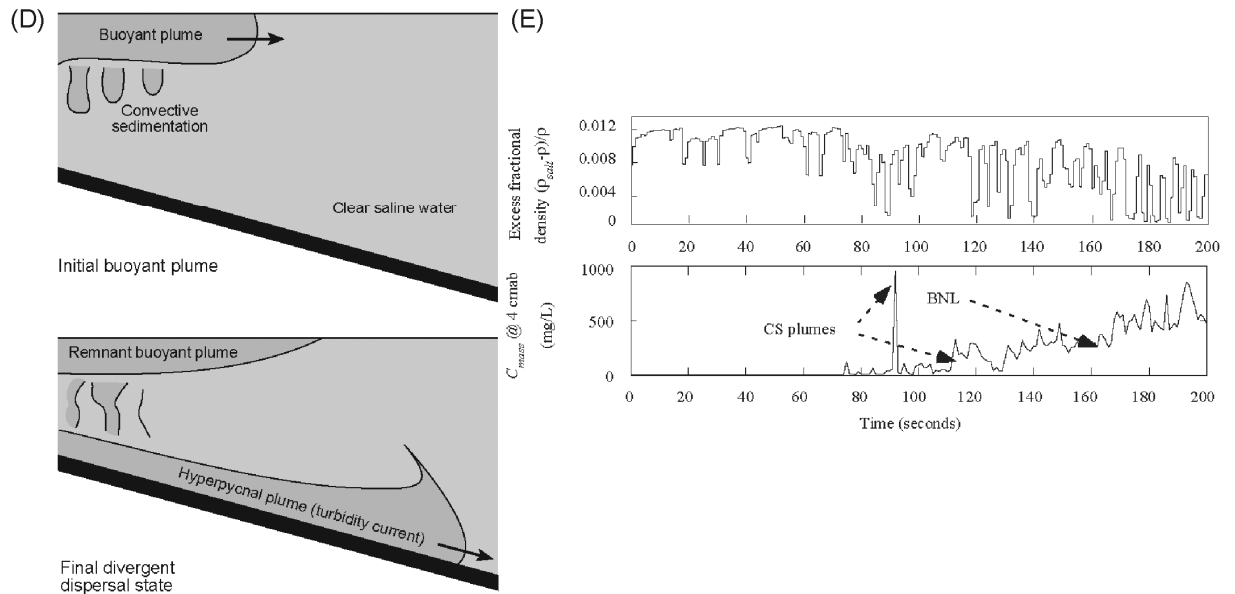 (D)
Buoyant plume
Convective
sedimentation
Clear saline water
Initial buoyant plume
Remnant buoyant plume
Hyperpycnal plume (turbidity current)
Final divergent
dispersal state
(E)
Excess fractional
density (ρsalt-ρ)/ρ
0.012
0.008
0.004
0
0 20 40 60 80 100 120 140 160 180 200
Cmass @ 4 cmab
(mg/L)
1000
500
0
CS plumes
BNL
0 20 40 60 80 100 120 140 160 180 200
Time (seconds)